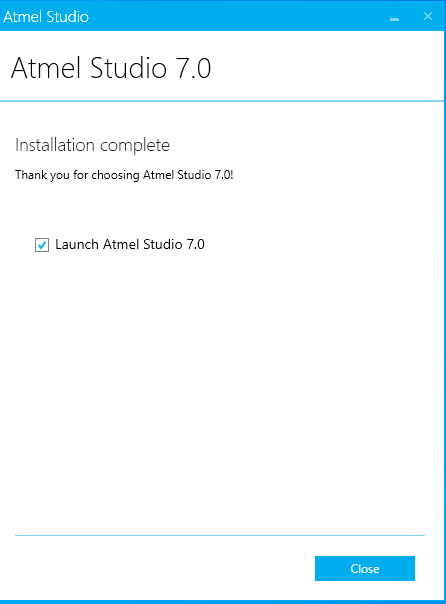 Atmel Studio
Atmel Studio 7.0
Installation complete
Thank you for choosing Atmel Studio 7.0!
Launch Atmel Studio 7.0
Close